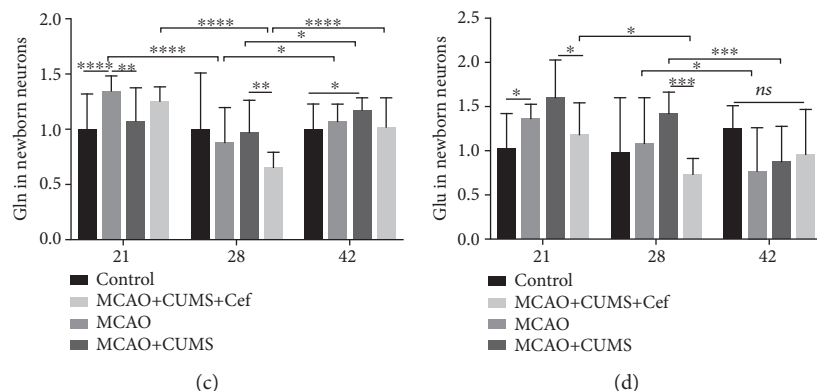 2.0
1.5
1.0
0.5
0.0
Gln in newborn neurons
****
****
****
*
*
****
**
**
*
21
28
42
Control
MCAO+CUMS+Cef
MCAO
MCAO+CUMS
(c)
2.5
2.0
1.5
1.0
0.5
0.0
Glu in newborn neurons
*
***
*
*
*
***
ns
21
28
42
Control
MCAO+CUMS+Cef
MCAO
MCAO+CUMS
(d)